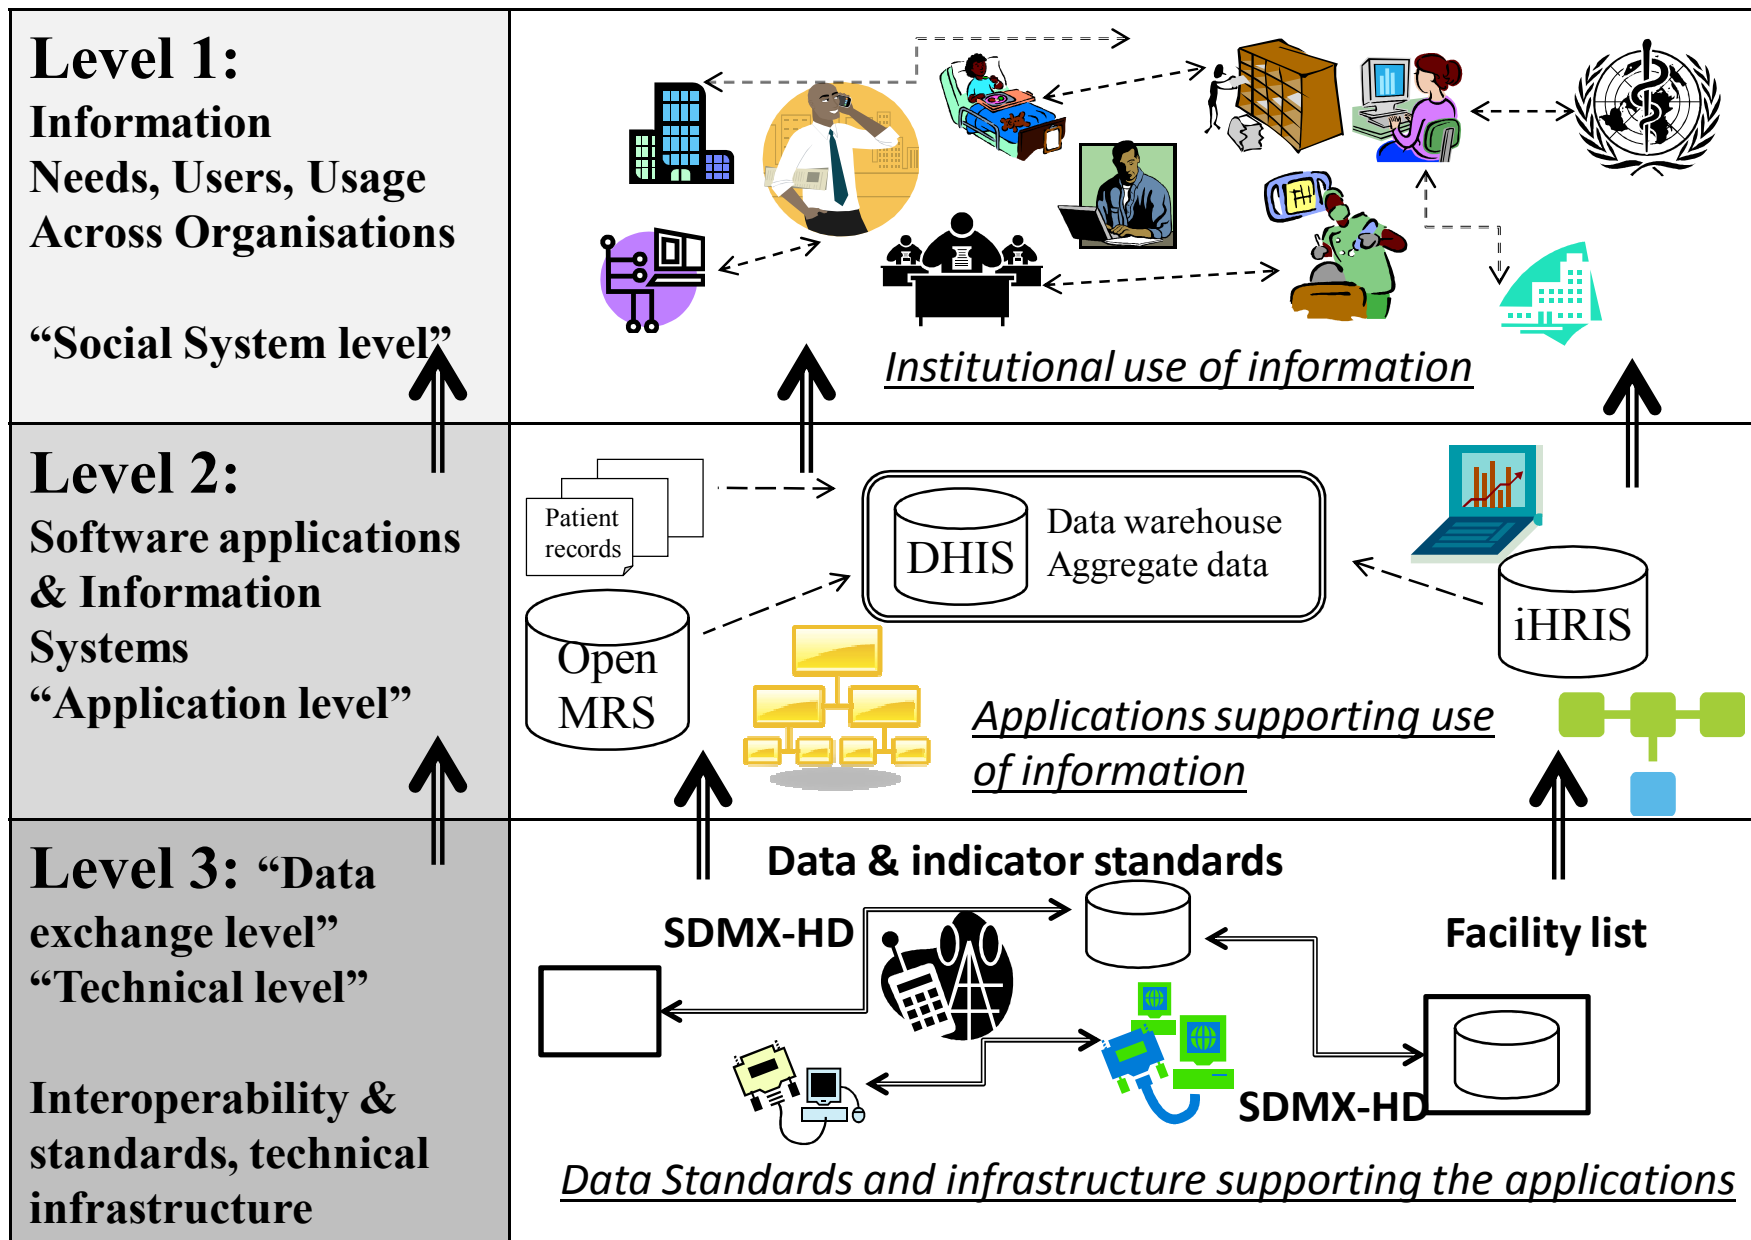 Level 1:
Information
Needs, Users, Usage
Across Organisations
“Social System level”
Institutional use of information
Level 2:
Software applications
& Information
Systems
“Application level”
Patient
records
DHIS
Data warehouse
Aggregate data
Open
MRS
iHRIS
Applications supporting use
of information
Level 3: “Data
exchange level”
“Technical level”
Interoperability &
standards, technical
infrastructure
Data & indicator standards
SDMX-HD
Facility list
SDMX-HD
Data Standards and infrastructure supporting the applications